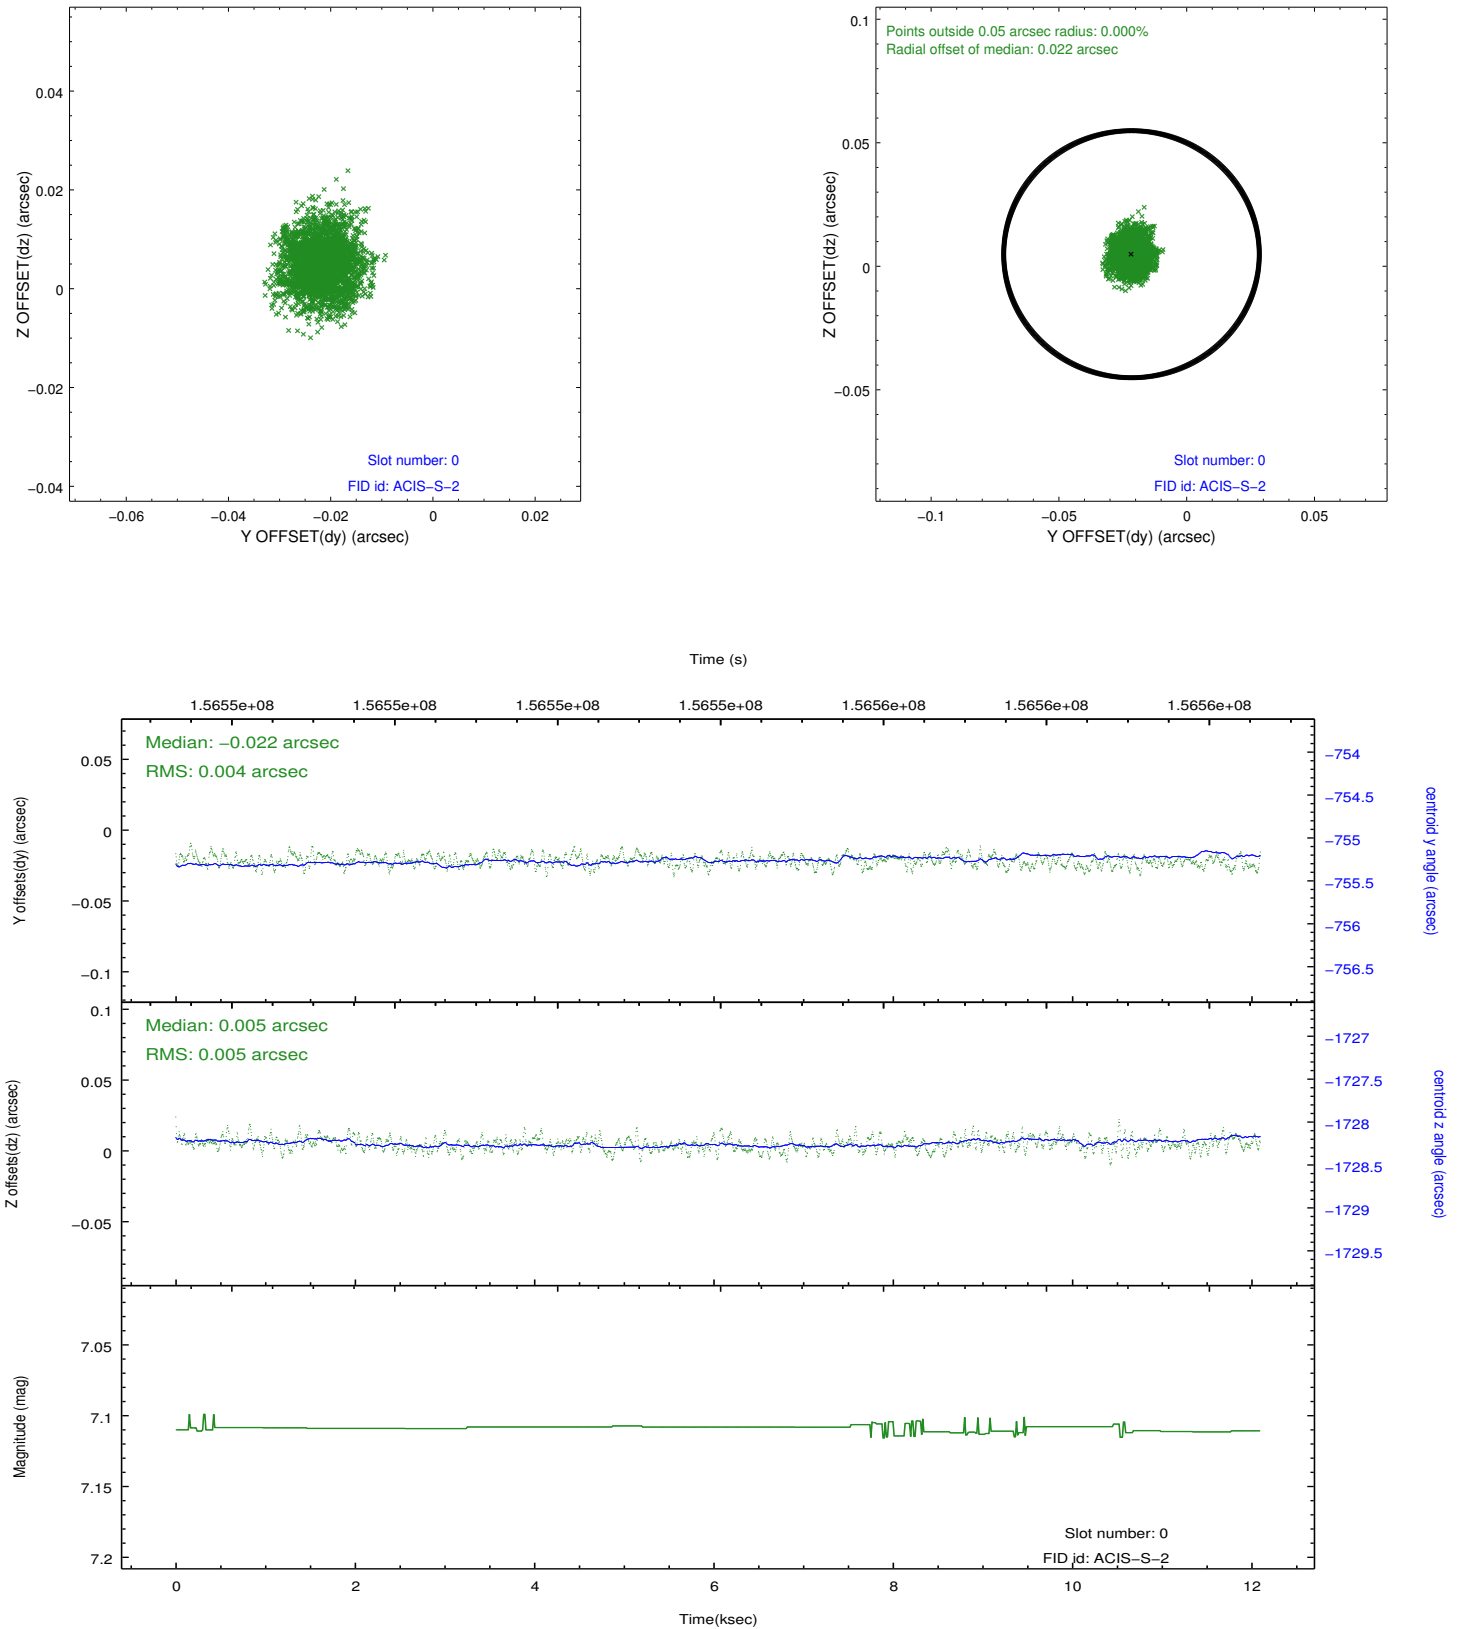 0.04
0.02
0
−0.02
−0.04
Z OFFSET(dz) (arcsec)
Slot number: 0
FID id: ACIS−S−2
−0.06
−0.04
−0.02
0
0.02
Y OFFSET(dy) (arcsec)
Points outside 0.05 arcsec radius: 0.000%
Radial offset of median: 0.022 arcsec
0.1
0.05
0
−0.05
Z OFFSET(dz) (arcsec)
Slot number: 0
FID id: ACIS−S−2
−0.1
−0.05
0
0.05
Y OFFSET(dy) (arcsec)
Time (s)
1.5655e+08
1.5655e+08
1.5655e+08
1.5655e+08
1.5656e+08
1.5656e+08
1.5656e+08
Median: −0.022 arcsec
RMS: 0.004 arcsec
0.05
0
−0.05
−0.1
Y offsets(dy) (arcsec)
−754
−754.5
−755
−755.5
−756
−756.5
centroid y angle (arcsec)
Median: 0.005 arcsec
RMS: 0.005 arcsec
0.1
0.05
0
−0.05
Z offsets(dz) (arcsec)
−1727
−1727.5
−1728
−1728.5
−1729
−1729.5
centroid z angle (arcsec)
7.05
7.1
7.15
7.2
Magnitude (mag)
Slot number: 0
FID id: ACIS−S−2
0
2
4
6
8
10
12
Time(ksec)